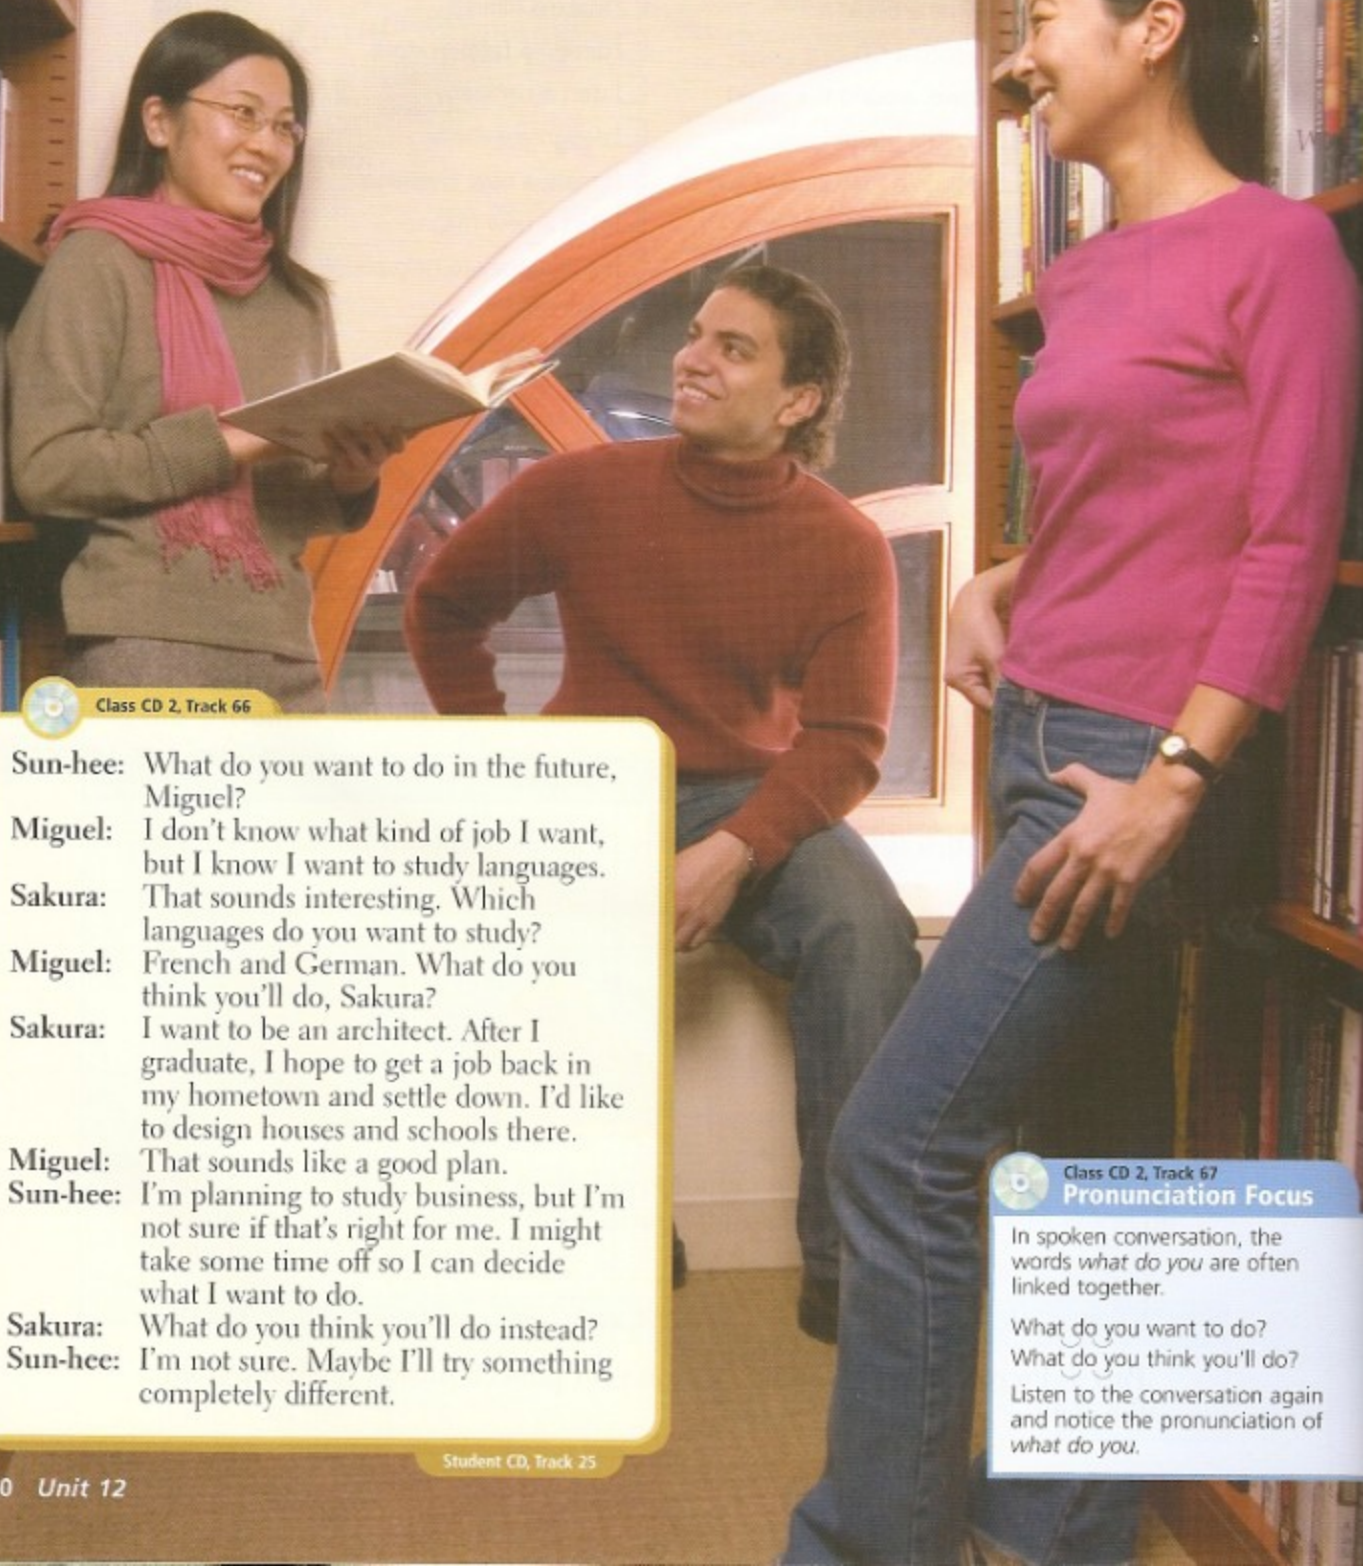 Class CD 2, Track 66
Sun-hee: What do you want to do in the future,
Miguel?
Miguel: I don't know what kind of job I want,
but I know I want to study languages.
Sakura: That sounds interesting. Which
languages do you want to study?
Miguel: French and German. What do you
think you'll do, Sakura?
Sakura: I want to be an architect. After I
graduate, I hope to get a job back in
my hometown and settle down. I'd like
to design houses and schools there.
Miguel: That sounds like a good plan.
Sun-hee: I'm planning to study business, but I'm
not sure if that's right for me. I might
take some time off so I can decide
what I want to do.
Sakura: What do you think you'll do instead?
Sun-hee: I'm not sure. Maybe I'll try something
completely different.
Student CD, Track 25
0 Unit 12
Class CD 2, Track 67
Pronunciation Focus
In spoken conversation, the
words what do you are often
linked together.
What do you want to do?
What do you think you'll do?
Listen to the conversation again
and notice the pronunciation of
what do you.